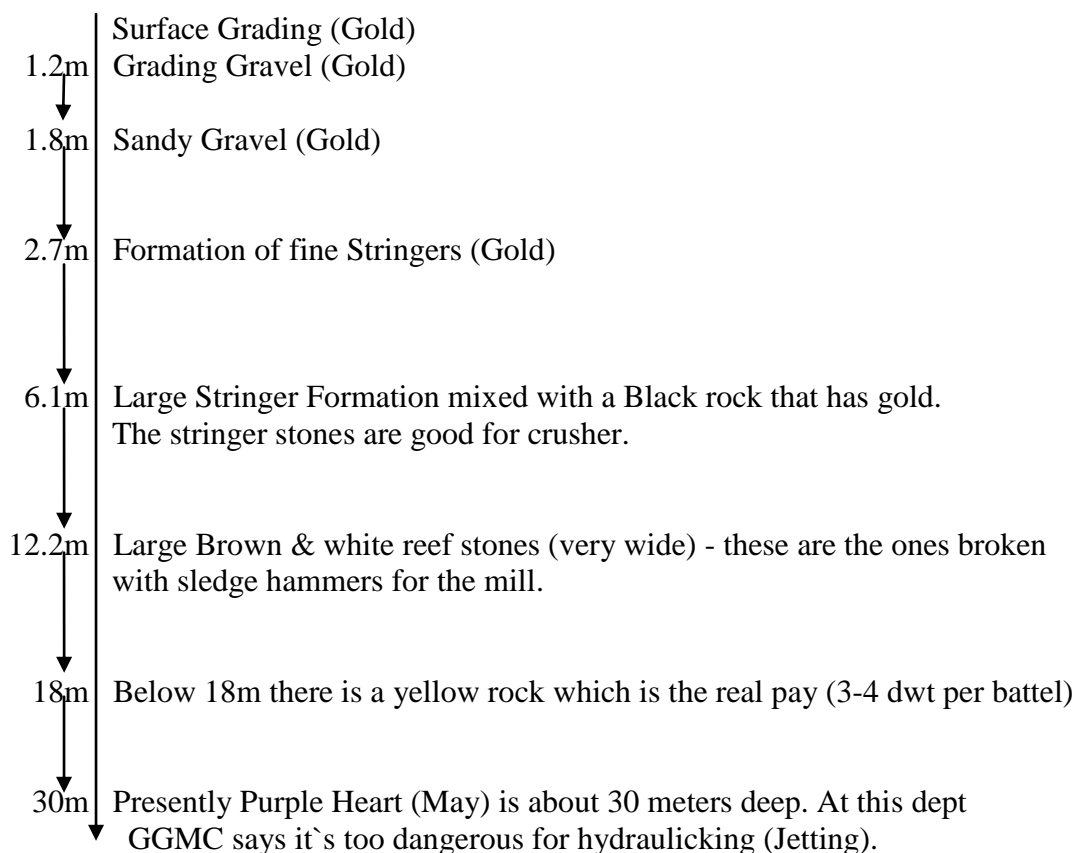 Surface Grading (Gold)
1.2m Grading Gravel (Gold)
1.8m Sandy Gravel (Gold)
2.7m Formation of fine Stringers (Gold)
6.1m Large Stringer Formation mixed with a Black rock that has gold.
The stringer stones are good for crusher.
12.2m Large Brown & white reef stones (very wide) - these are the ones broken
with sledge hammers for the mill.
18m Below 18m there is a yellow rock which is the real pay (3-4 dwt per battel)
30m Presently Purple Heart (May) is about 30 meters deep. At this dept
GGMC says it`s too dangerous for hydraulicking (Jetting).